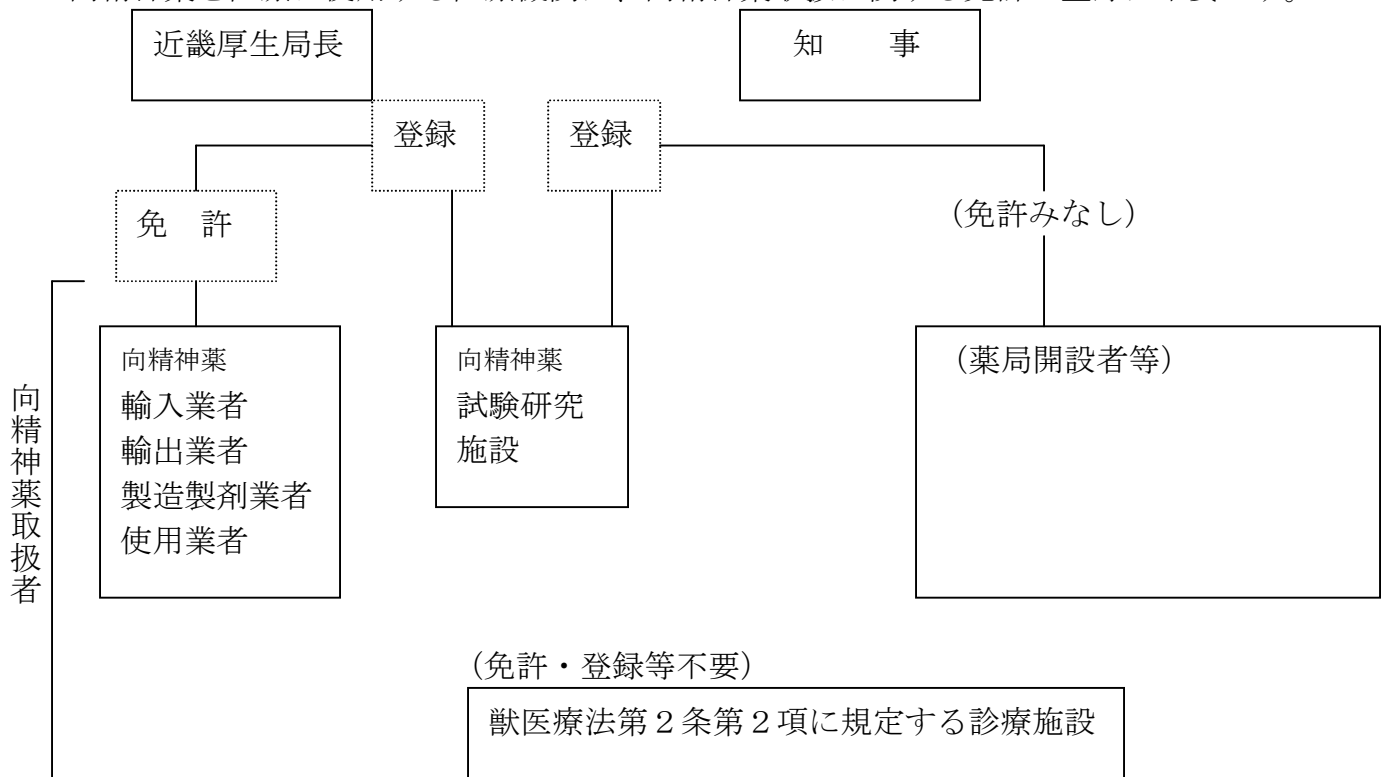 近畿厚生局長
知　　事
登録
登録
免　許
（免許みなし）
向精神薬取扱者
向精神薬
輸入業者
輸出業者
製造製剤業者
使用業者
向精神薬
試験研究
施設
（薬局開設者等）
（免許・登録等不要）
獣医療法第２条第２項に規定する診療施設